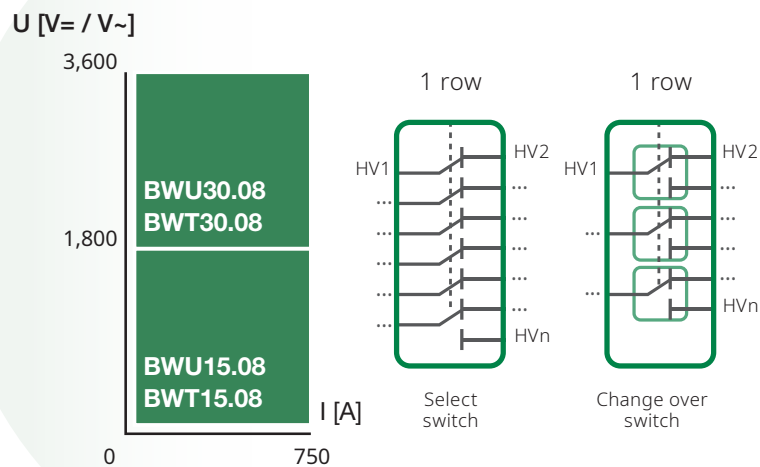 U [V= / V~]
3,600
BWU30.08
BWT30.08
1,800
BWU15.08
BWT15.08
I [A]
0
750
1 row
HV1
HV2
...
...
...
...
...
...
...
...
...
...
HVn
Select
switch
1 row
HV1
HV2
...
...
...
...
...
...
HVn
Change over
switch